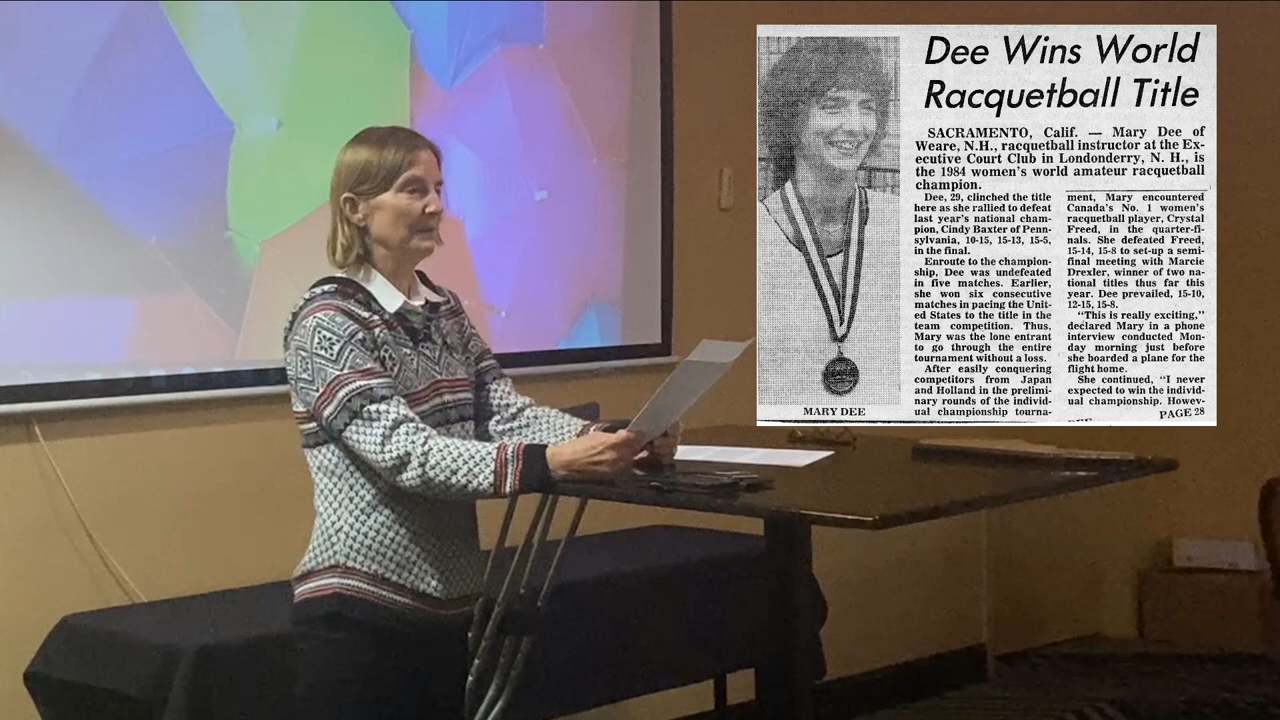 Dee Wins World
Racquetball Title
SACRAMENTO, Calif. — Mary Dee of
Weare, N.H., racquetball instructor at the Ex-
ecutive Court Club in Londonderry, N. H., is
the 1984 women's world amateur racquetball
champion.
Dee, 29, clinched the title
here as she rallied to defeat
last year's national cham-
pion, Cindy Baxter of Penn-
sylvania, 10-15, 15-13, 15-5,
in the final.
Enroute to the champion-
ship, Dee was undefeated
in five matches. Earlier,
she won six consecutive
matches in pacing the Unit-
ed States to the title in the
team competition. Thus,
Mary was the lone entrant
to go through the entire
tournament without a loss.
After easily conquering
competitors from Japan
and Holland in the prelimi-
nary rounds of the individ-
ual championship tourna-
ment, Mary encountered
Canada's No. 1 women's
racquetball player, Crystal
Freed, in the quarter-fi-
nals. She defeated Freed,
15-14, 15-8 to set-up a semi-
final meeting with Marcie
Drexler, winner of two na-
tional titles thus far this
year. Dee prevailed, 15-10,
12-15, 15-8.
"This is really exciting,"
declared Mary in a phone
interview conducted Mon-
day morning just before
she boarded a plane for the
flight home.
She continued, "I never
expected to win the individ-
ual championship. Howev-
PAGE 28
MARY DEE